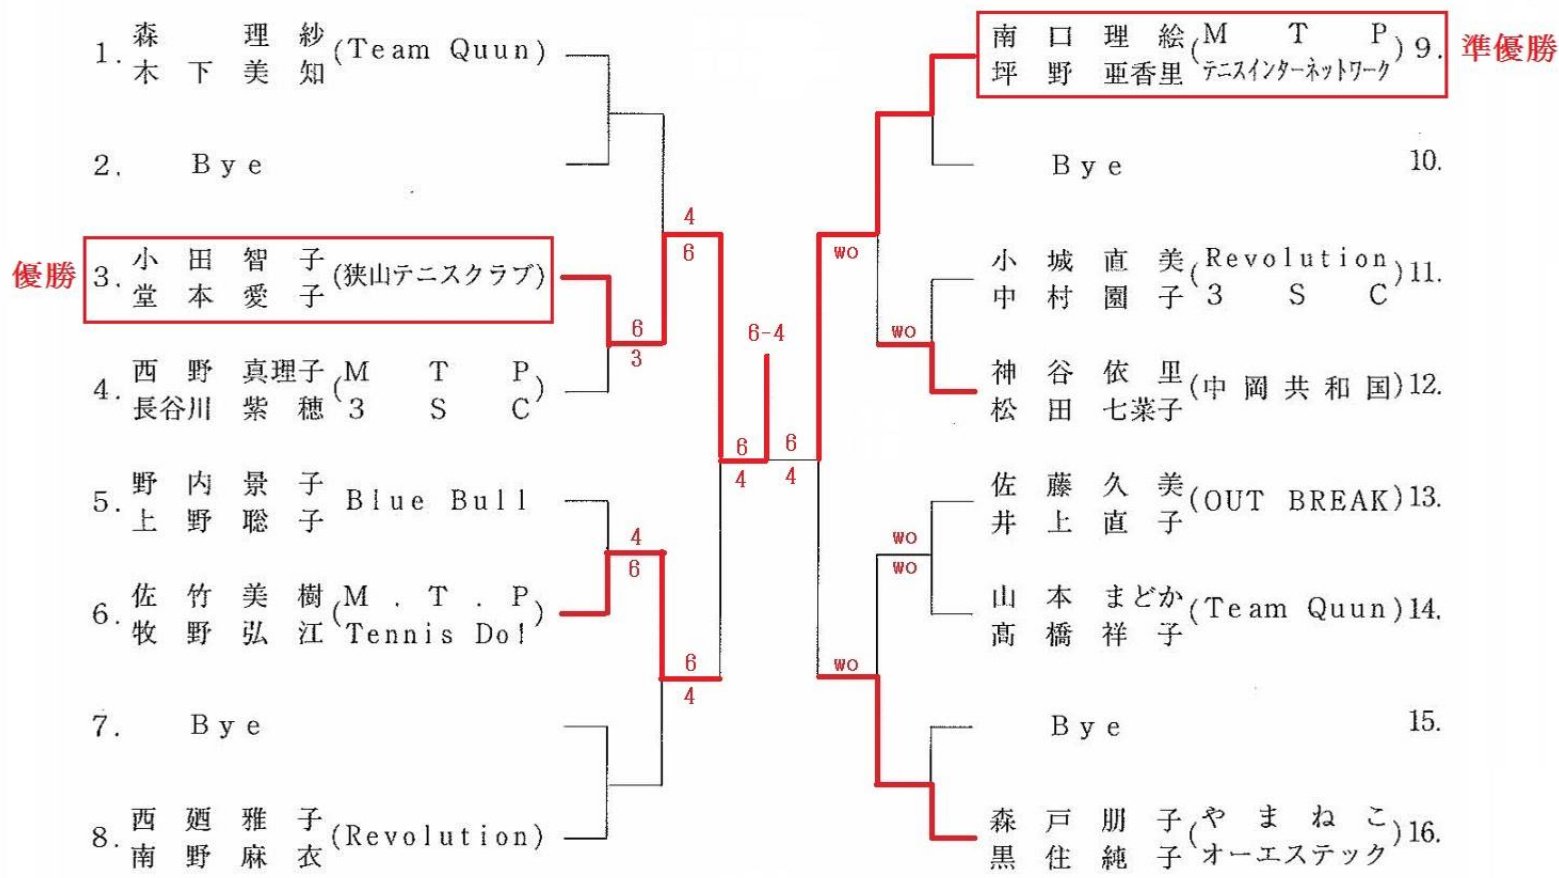 1. 森 理 紗 (Team Quun)
木 下 美 知
2. Bye
優勝
3. 小 田 智 子 (狭山テニスクラブ)
堂 本 愛 子
4. 西 野 真理子 (M T P)
長谷川 紫 穂 3 S C
5. 野 内 景 子 Blue Bull
上 野 聡 子
6. 佐 竹 美 樹 (M . T . P)
牧 野 弘 江 Tennis Do!
7. Bye
8. 西 廼 雅 子 (Revolution)
南 野 麻 衣
4
6
6
3
4
6
6
4
6-4
6
4
6
4
wo
wo
wo
wo
wo
南 口 理 絵 (M T P) 9. 準優勝
坪 野 亜香里 テニスインターネットワーク
Bye 10.
小 城 直 美 (Revolution) 11.
中 村 園 子 3 S C
神 谷 依 里 (中岡共和国) 12.
松 田 七菜子
佐 藤 久 美 (OUT BREAK) 13.
井 上 直 子
山 本 まどか (Team Quun) 14.
髙 橋 祥 子
Bye 15.
森 戸 朋 子 (やまねこ) 16.
黒 住 純 子 オーエステック